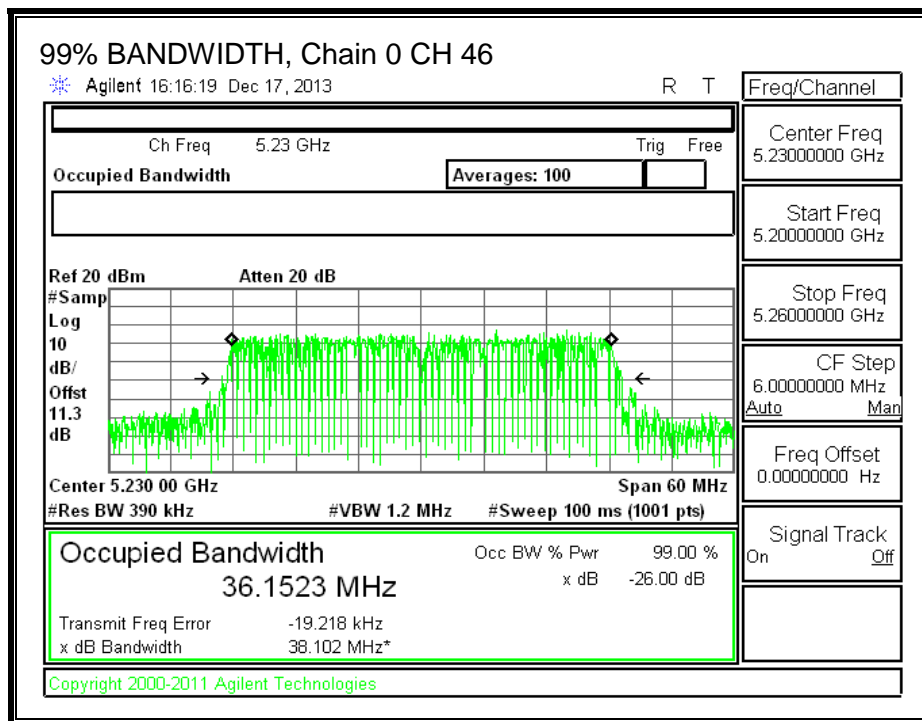 99% BANDWIDTH, Chain 0 CH 46
Agilent 16:16:19 Dec 17, 2013 R T
Freq/Channel
Ch Freq 5.23 GHz Trig Free
Occupied Bandwidth Averages: 100
Center Freq
5.23000000 GHz
Start Freq
5.20000000 GHz
Stop Freq
5.26000000 GHz
CF Step
6.00000000 MHz
Auto Man
Freq Offset
0.00000000 Hz
Signal Track
On Off
Ref 20 dBm Atten 20 dB
#Samp
Log
10
dB/
Offst
11.3
dB
Center 5.230 00 GHz Span 60 MHz
#Res BW 390 kHz #VBW 1.2 MHz #Sweep 100 ms (1001 pts)
Occupied Bandwidth Occ BW % Pwr 99.00 %
36.1523 MHz x dB -26.00 dB
Transmit Freq Error -19.218 kHz
x dB Bandwidth 38.102 MHz*
Copyright 2000-2011 Agilent Technologies